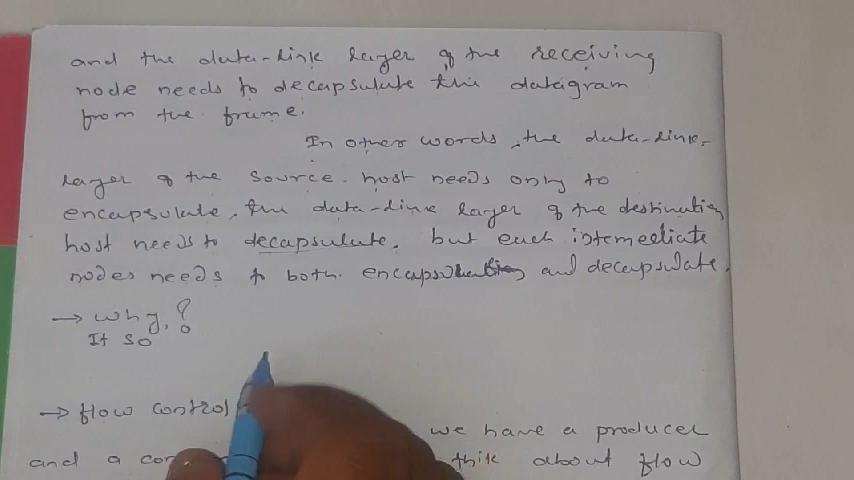 and the data-link layer of the receiving
node needs to decapsulate the datagram
from the frame.
In other words, the data-link-
layer of the source host needs only to
encapsulate, the data-link layer of the destination
host needs to decapsulate, but each intemediate
nodes needs to both encapsulation and decapsulate.
→ why, ?
If so
→ flow control
we have a producer
and a think about flow